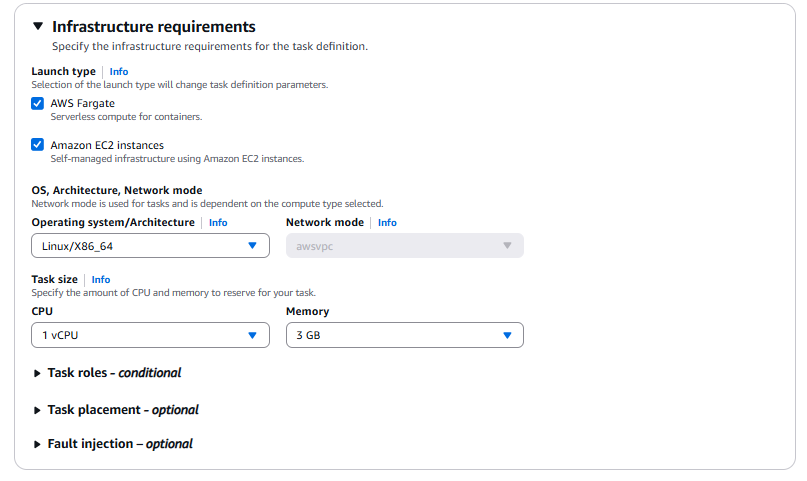 Infrastructure requirements
Specify the infrastructure requirements for the task definition.
Launch type | Info
Selection of the launch type will change task definition parameters.
AWS Fargate
Serverless compute for containers.
Amazon EC2 instances
Self-managed infrastructure using Amazon EC2 instances.
OS, Architecture, Network mode
Network mode is used for tasks and is dependent on the compute type selected.
Operating system/Architecture | Info Network mode | Info
Linux/X86_64 awsvpc
Task size | Info
Specify the amount of CPU and memory to reserve for your task.
CPU Memory
1 vCPU 3 GB
Task roles - conditional
Task placement - optional
Fault injection – optional